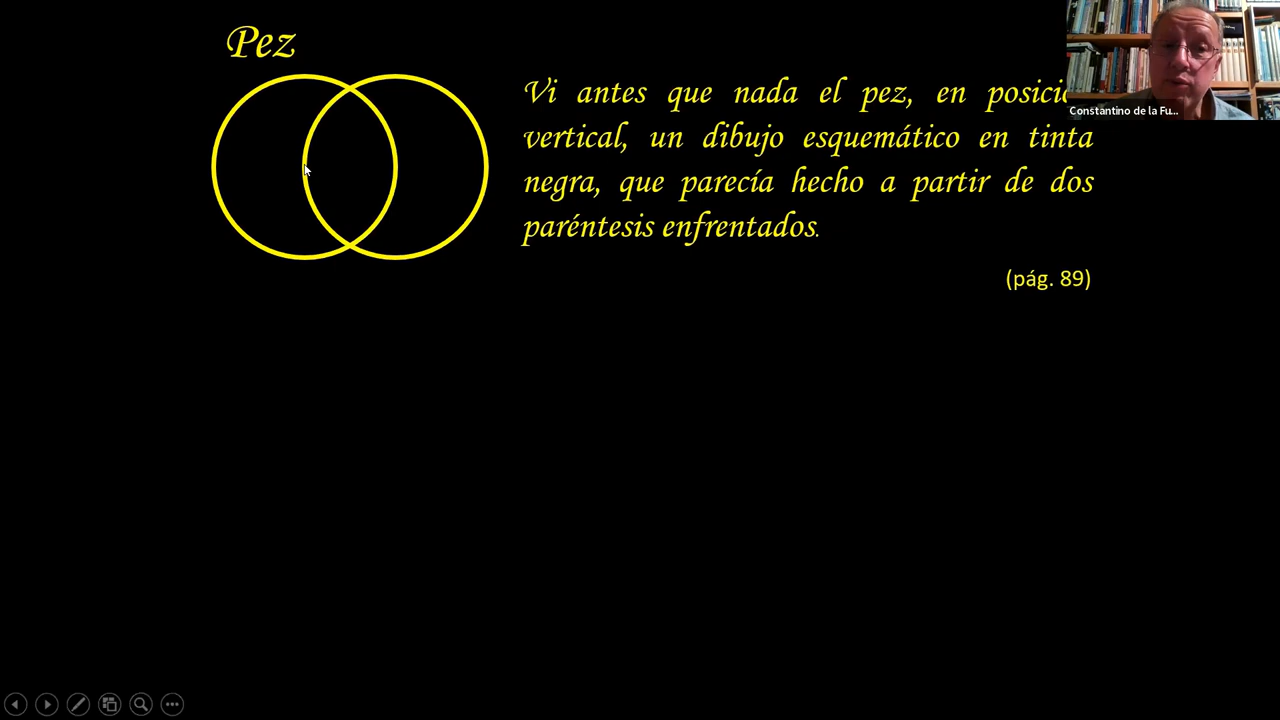 Pez
Vi antes que nada el pez, en
vertical, un dibujo esquemático en tinta
negra, que parecía hecho a partir de dos
paréntesis enfrentados.
(pág. 89)
Constantino de la Fu...